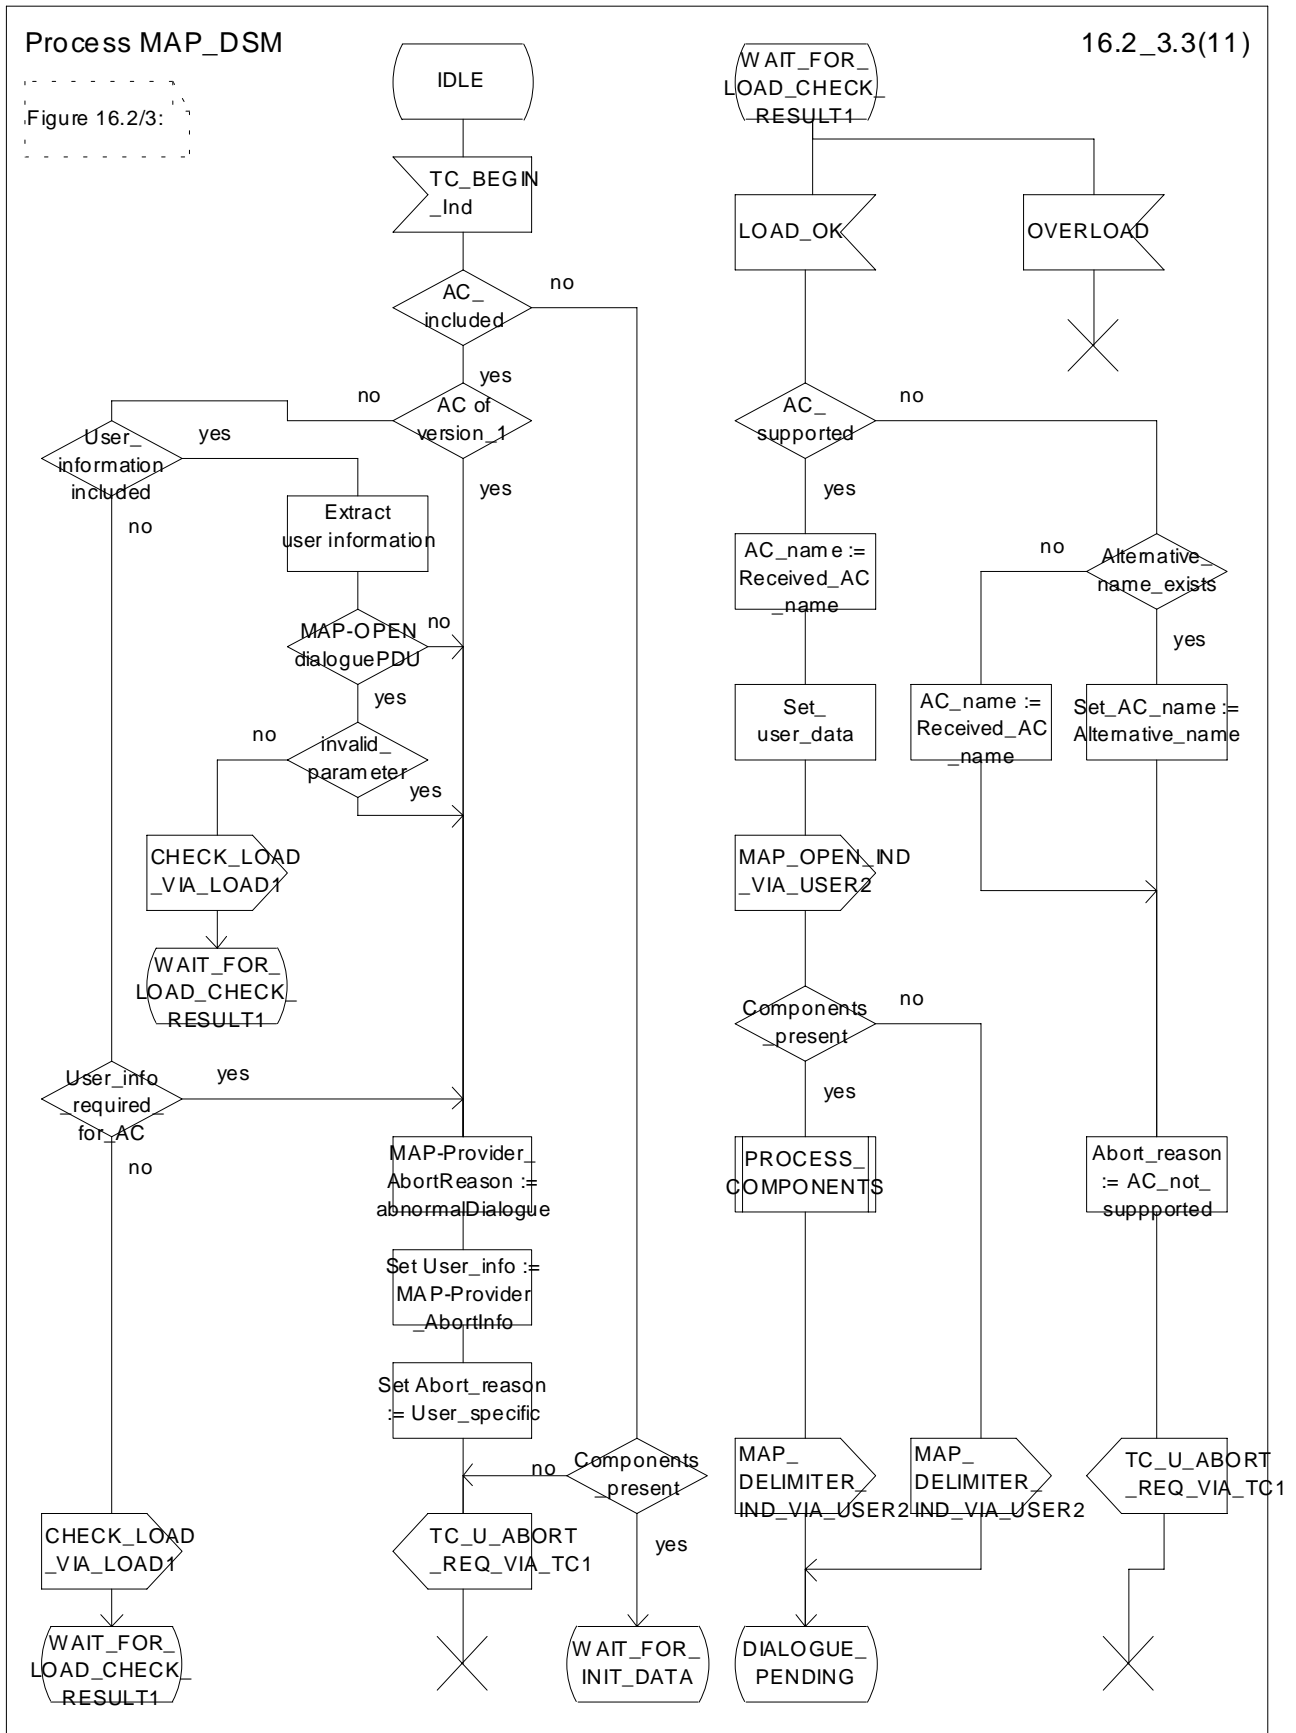 Process MAP_DSM
16.2_3.3(11)
Figure 16.2/3:
IDLE
TC_BEGIN
_Ind
AC_
included
no
yes
AC of
version_1
no
yes
User_
information
included
yes
no
Extract
user information
MAP-OPEN
dialoguePDU
no
yes
invalid_
parameter
no
yes
CHECK_LOAD
_VIA_LOAD1
WAIT_FOR_
LOAD_CHECK_
RESULT1
User_info
_required_
for_AC
yes
no
MAP-Provider_
AbortReason :=
abnormalDialogue
Set User_info :=
MAP-Provider
_AbortInfo
Set Abort_reason
:= User_specific
Components
_present
no
yes
CHECK_LOAD
_VIA_LOAD1
TC_U_ABORT
_REQ_VIA_TC1
WAIT_FOR_
LOAD_CHECK_
RESULT1
WAIT_FOR_
INIT_DATA
WAIT_FOR_
LOAD_CHECK_
RESULT1
LOAD_OK
OVERLOAD
AC_
supported
no
yes
AC_name :=
Received_AC
_name
Alternative_
name_exists
no
yes
Set_
user_data
AC_name :=
Received_AC
_name
Set_AC_name :=
Alternative_name
MAP_OPEN_IND
_VIA_USER2
Components
_present
no
yes
PROCESS_
COMPONENTS
Abort_reason
:= AC_not_
suppported
MAP_
DELIMITER_
IND_VIA_USER2
MAP_
DELIMITER_
IND_VIA_USER2
TC_U_ABORT
_REQ_VIA_TC1
DIALOGUE_
PENDING